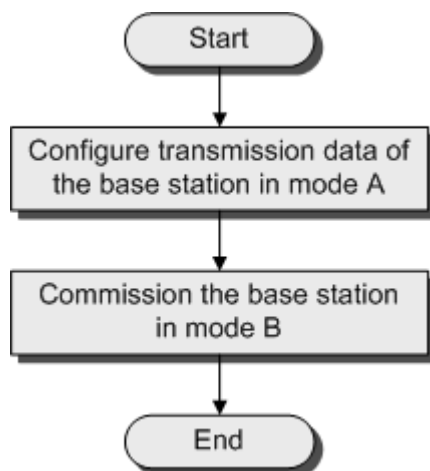 Start
Configure transmission data of
the base station in mode A
Commission the base station
in mode B
End